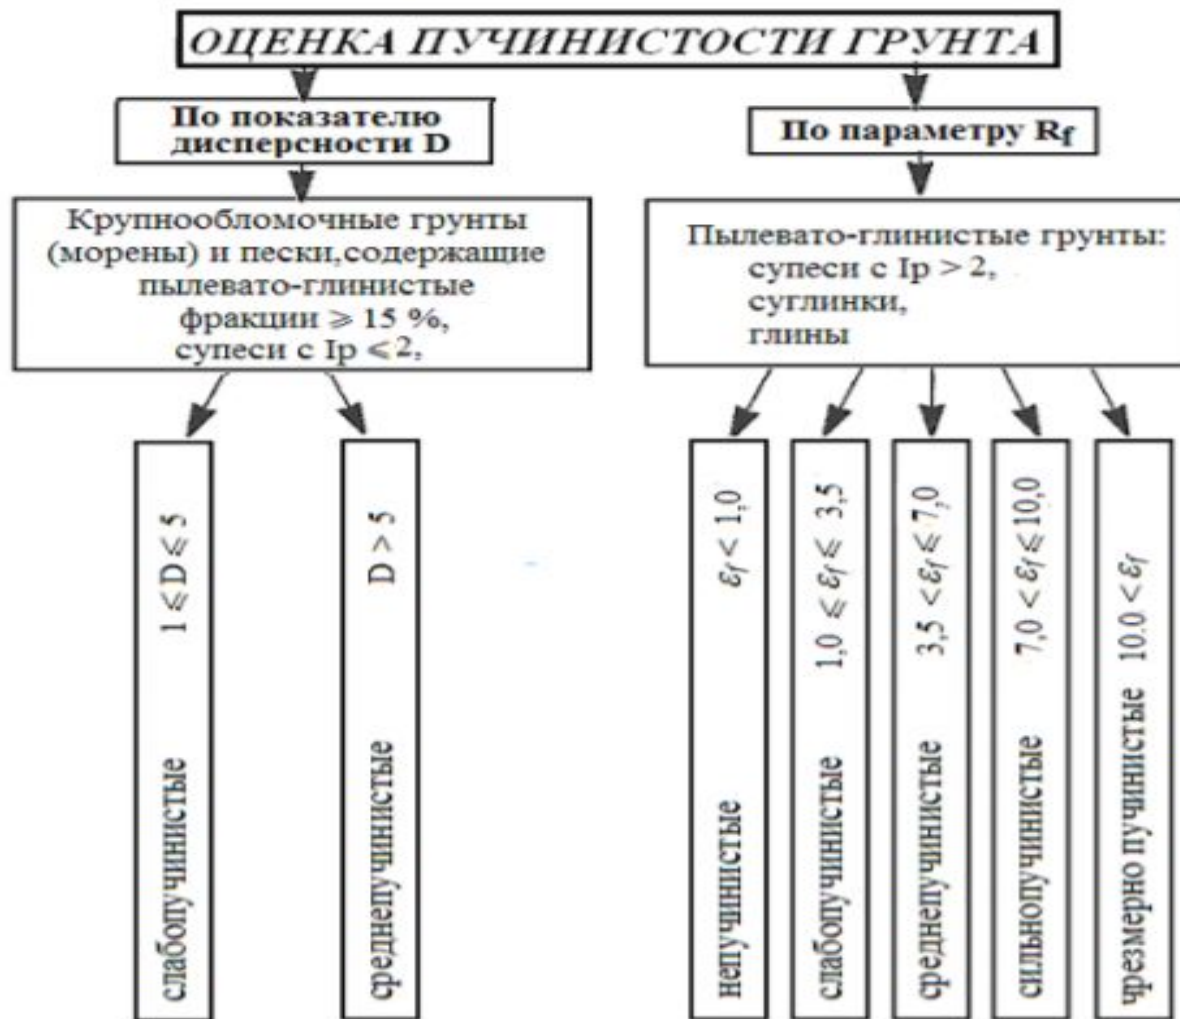 ОЦЕНКА ПУЧИНИСТОСТИ ГРУНТА
По показателю
дисперсности D
Крупнообломочные грунты
(морены) и пески,содержащие
пылевато-глинистые
фракции ⩾ 15 %,
супеси с Ip ⩽ 2,
слабопучинистые 1 ⩽ D ⩽ 5
среднепучинистые D > 5
По параметру Rf
Пылевато-глинистые грунты:
супеси с Ip > 2,
суглинки,
глины
непучинистые εf < 1,0
слабопучинистые 1,0 ⩽ εf ⩽ 3,5
среднепучинистые 3,5 < εf ⩽ 7,0
сильнопучинистые 7,0 < εf ⩽ 10,0
чрезмерно пучинистые 10.0 < εf